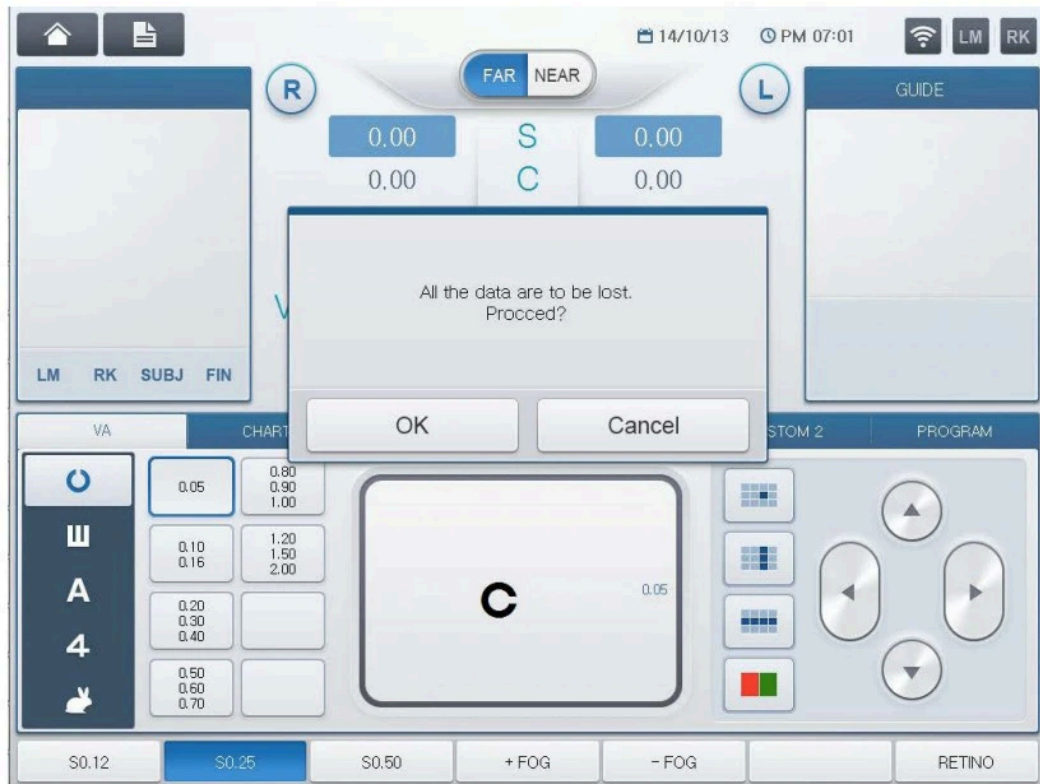 14/10/13 PM 07:01 LM RK
R FAR NEAR L GUIDE
0.00 S 0.00
0.00 C 0.00
All the data are to be lost.
Procced?
V
LM RK SUBJ FIN
OK Cancel
VA CHART STOM 2 PROGRAM
0.05
0.80
0.90
1.00
Ш
0.10
0.16
1.20
1.50
2.00
A
0.20
0.30
0.40
4
0.50
0.60
0.70
C 0.05
S0.12 S0.25 S0.50 + FOG - FOG RETINO